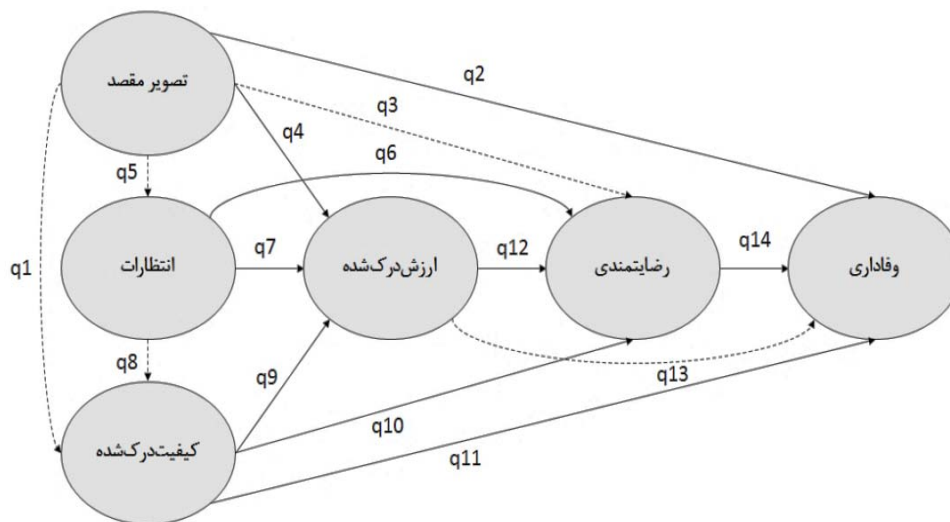 تصویر مقصد
q2
q3
q4
q5
q6
q1
انتظارات
q7
ارزش‌درک‌شده
q12
رضایتمندی
q14
وفاداری
q8
q9
q13
q10
کیفیت‌درک‌شده
q11